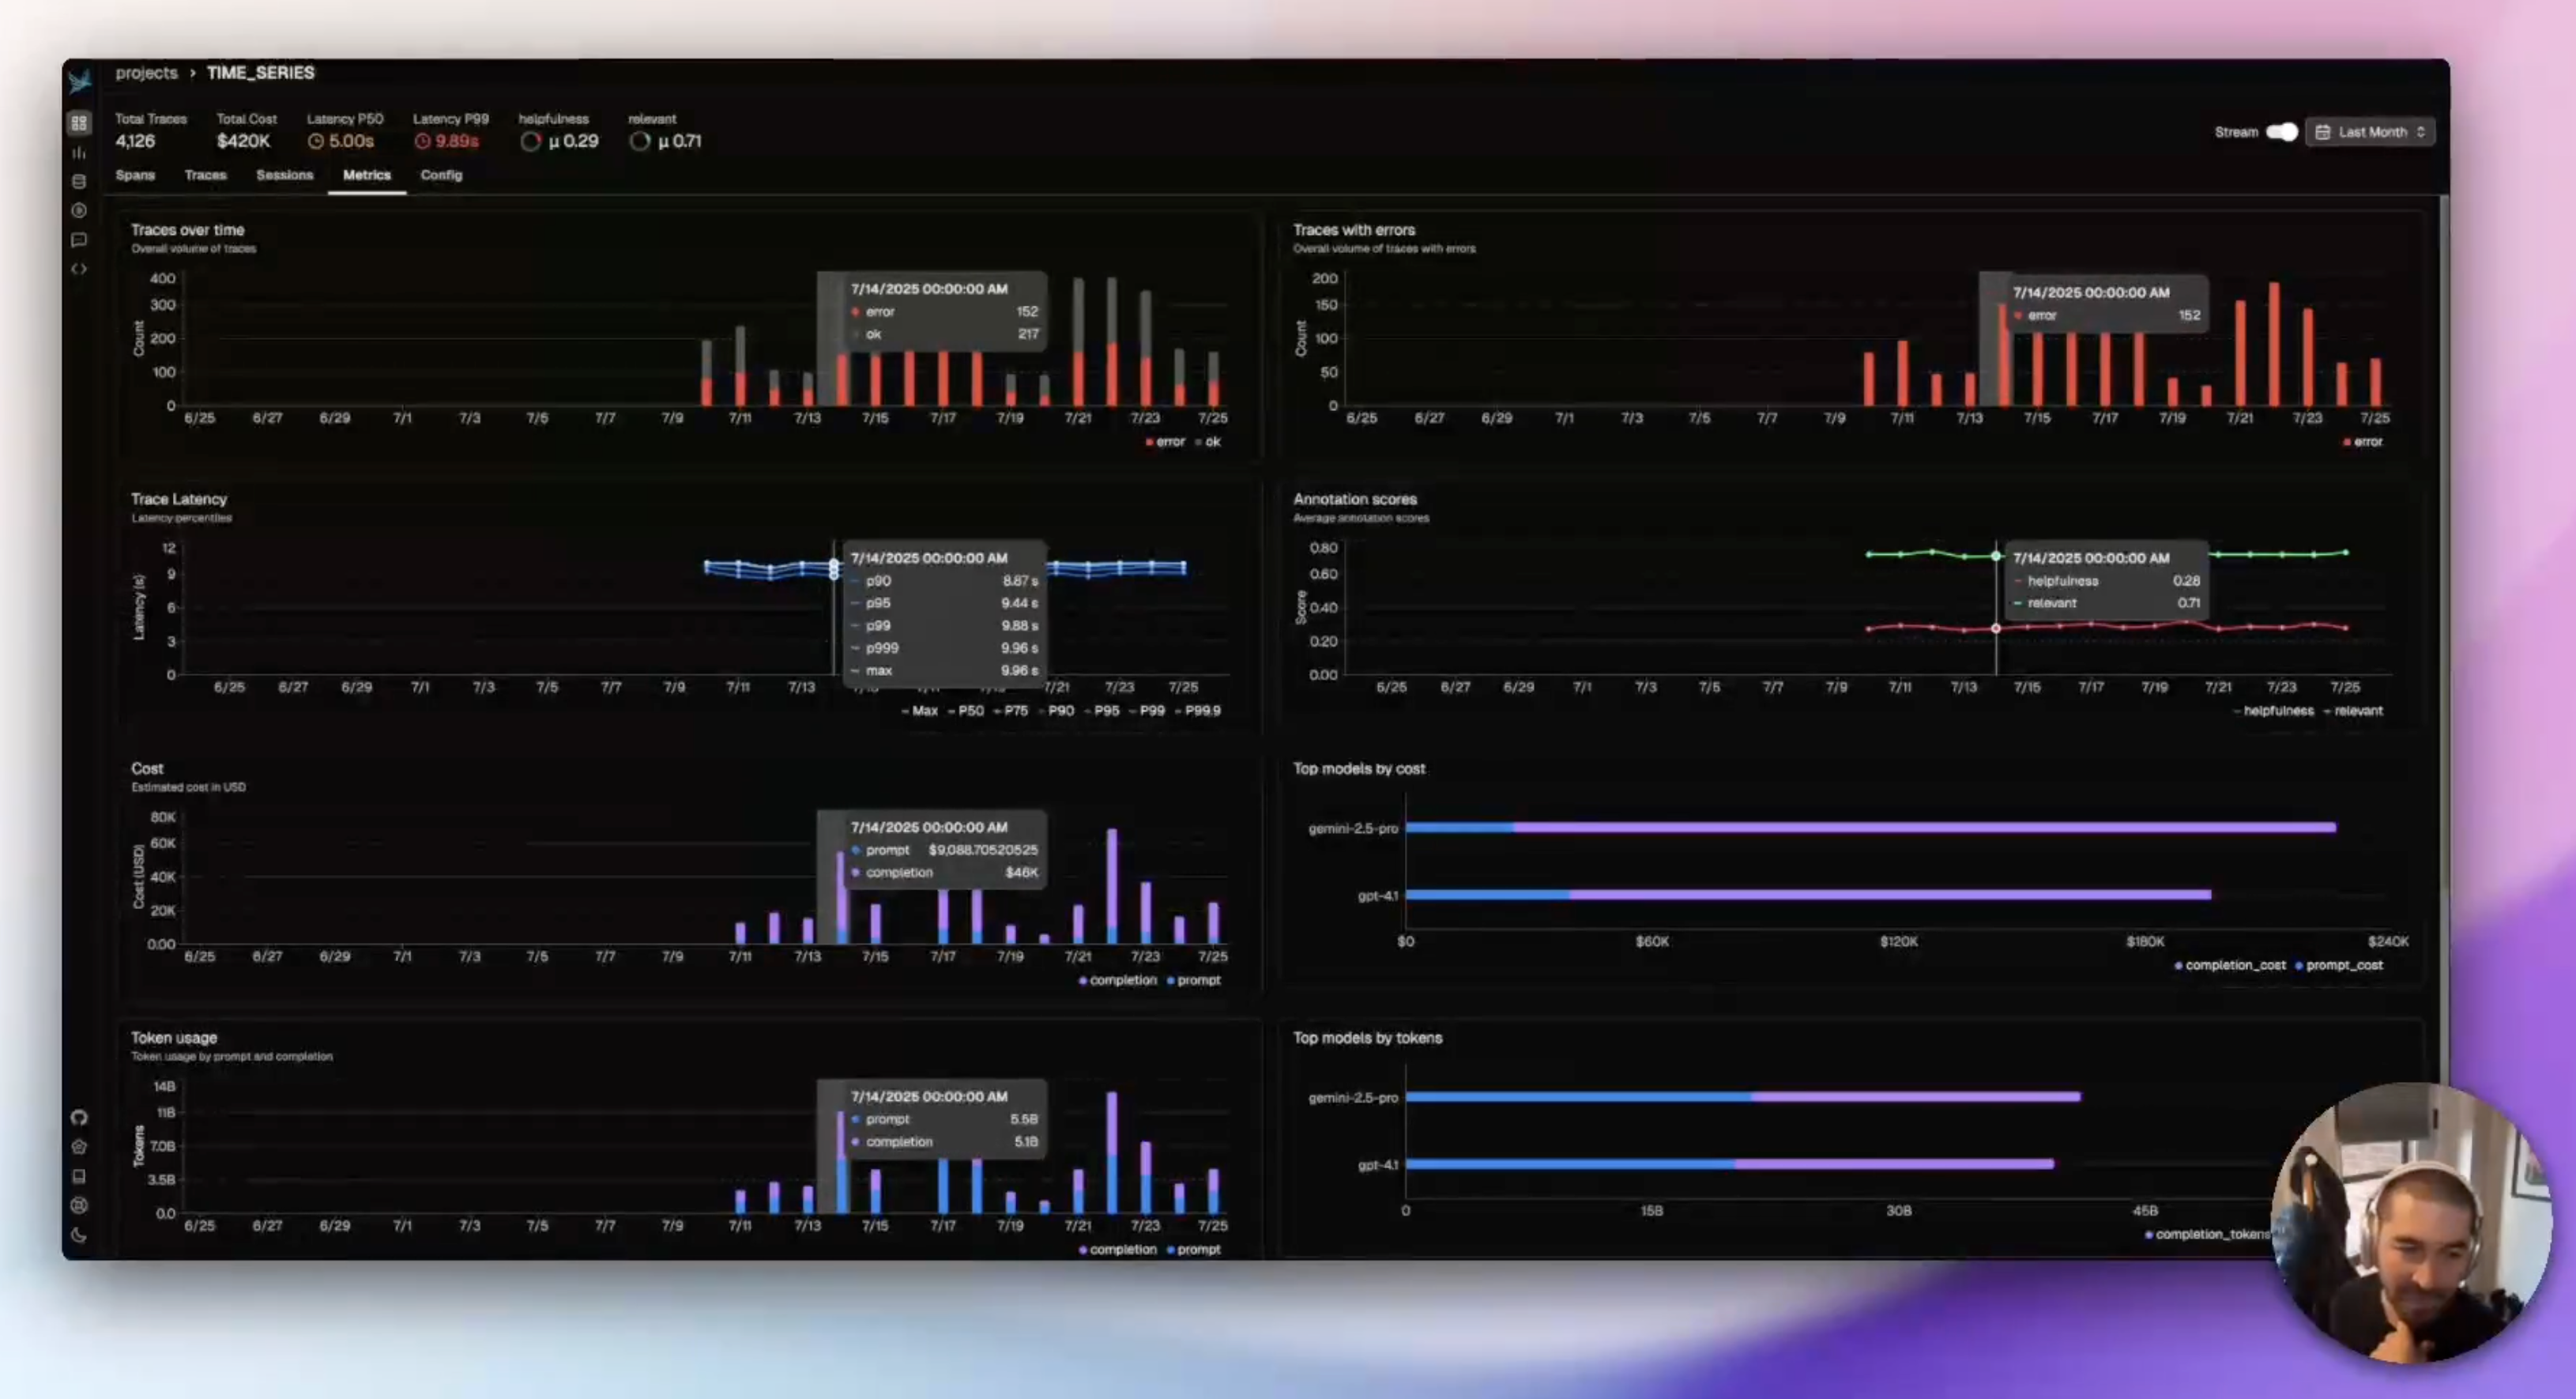 projects > TIME_SERIES
Total Traces Total Cost Latency P50 Latency P99 helpfulness relevant
4,126 $420K 5.00s 9.89s μ 0.29 μ 0.71
Stream Last Month
Spans Traces Sessions Metrics Config
Traces over time
Overall volume of traces
Count
400
300
200
100
0
7/14/2025 00:00:00 AM
error 152
ok 217
6/25 6/27 6/29 7/1 7/3 7/5 7/7 7/9 7/11 7/13 7/15 7/17 7/19 7/21 7/23 7/25
error ok
Traces with errors
Overall volume of traces with errors
Count
200
150
100
50
0
7/14/2025 00:00:00 AM
error 152
6/25 6/27 6/29 7/1 7/3 7/5 7/7 7/9 7/11 7/13 7/15 7/17 7/19 7/21 7/23 7/25
error
Trace Latency
Latency percentiles
Latency (s)
12
9
6
3
0
7/14/2025 00:00:00 AM
p90 8.87 s
p95 9.44 s
p99 9.88 s
p999 9.96 s
max 9.96 s
6/25 6/27 6/29 7/1 7/3 7/5 7/7 7/9 7/11 7/13 7/21 7/23 7/25
Max P50 P75 P90 P95 P99 P99.9
Annotation scores
Average annotation scores
Score
0.80
0.60
0.40
0.20
0.00
7/14/2025 00:00:00 AM
helpfulness 0.28
relevant 0.71
6/25 6/27 6/29 7/1 7/3 7/5 7/7 7/9 7/11 7/13 7/15 7/17 7/19 7/21 7/23 7/25
helpfulness relevant
Cost
Estimated cost in USD
Cost (USD)
80K
60K
40K
20K
0.00
7/14/2025 00:00:00 AM
prompt $9,088.70520525
completion $46K
6/25 6/27 6/29 7/1 7/3 7/5 7/7 7/9 7/11 7/13 7/15 7/17 7/19 7/21 7/23 7/25
completion prompt
Top models by cost
gemini-2.5-pro
gpt-4.1
$0 $60K $120K $180K $240K
completion_cost prompt_cost
Token usage
Token usage by prompt and completion
Tokens
14B
11B
7.0B
3.5B
0.0
7/14/2025 00:00:00 AM
prompt 5.5B
completion 5.1B
6/25 6/27 6/29 7/1 7/3 7/5 7/7 7/9 7/11 7/13 7/15 7/17 7/19 7/21 7/23 7/25
completion prompt
Top models by tokens
gemini-2.5-pro
gpt-4.1
0 15B 30B 45B
completion_tokens